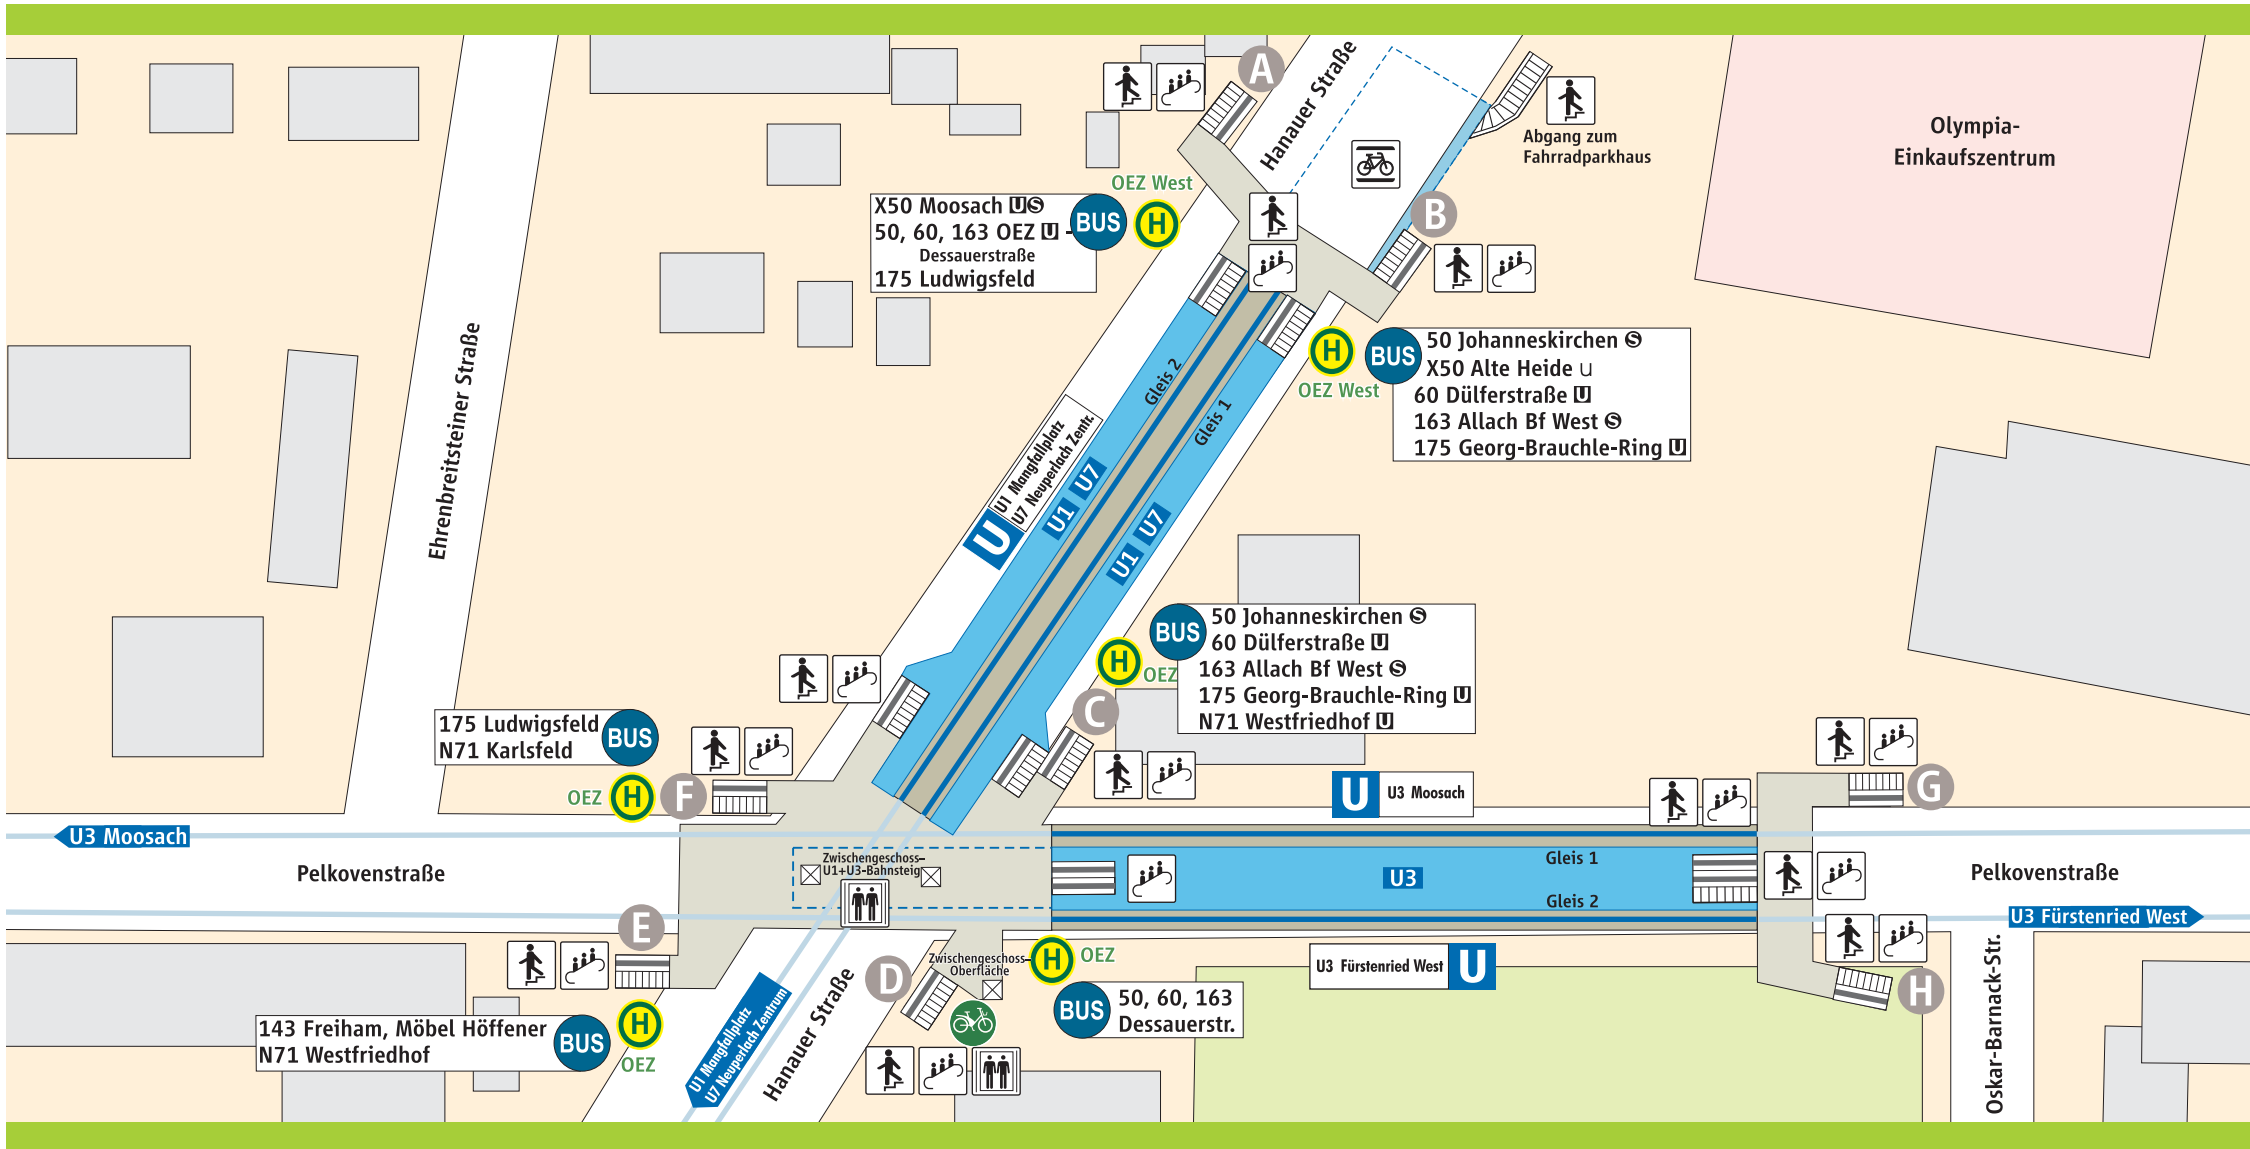 A
Hanauer Straße
Abgang zum
Fahrradparkhaus
Olympia-
Einkaufszentrum
OEZ West
X50 Moosach U S
50, 60, 163 OEZ U -
Dessauerstraße
175 Ludwigsfeld
BUS
H
B
H
OEZ West
BUS
50 Johanneskirchen S
X50 Alte Heide U
60 Dülferstraße U
163 Allach Bf West S
175 Georg-Brauchle-Ring U
Ehrenbreitsteiner Straße
Gleis 2
Gleis 1
U
U1 Mangfallplatz
U7 Neuperlach Zentr.
U1 U7
U1 U7
BUS
50 Johanneskirchen S
60 Dülferstraße U
163 Allach Bf West S
175 Georg-Brauchle-Ring U
N71 Westfriedhof U
H
OEZ
C
175 Ludwigsfeld
N71 Karlsfeld
BUS
OEZ
H
F
U
U3 Moosach
G
U3 Moosach
Pelkovenstraße
Zwischengeschoss-
U1+U3-Bahnsteig
Gleis 1
U3
Gleis 2
Pelkovenstraße
U3 Fürstenried West
E
D
Zwischengeschoss-
Oberfläche
H
OEZ
U3 Fürstenried West
U
H
BUS
50, 60, 163
Dessauerstr.
143 Freiham, Möbel Höffener
N71 Westfriedhof
BUS
H
OEZ
U1 Mangfallplatz
U7 Neuperlach Zentrum
Hanauer Straße
Oskar-Barnack-Str.